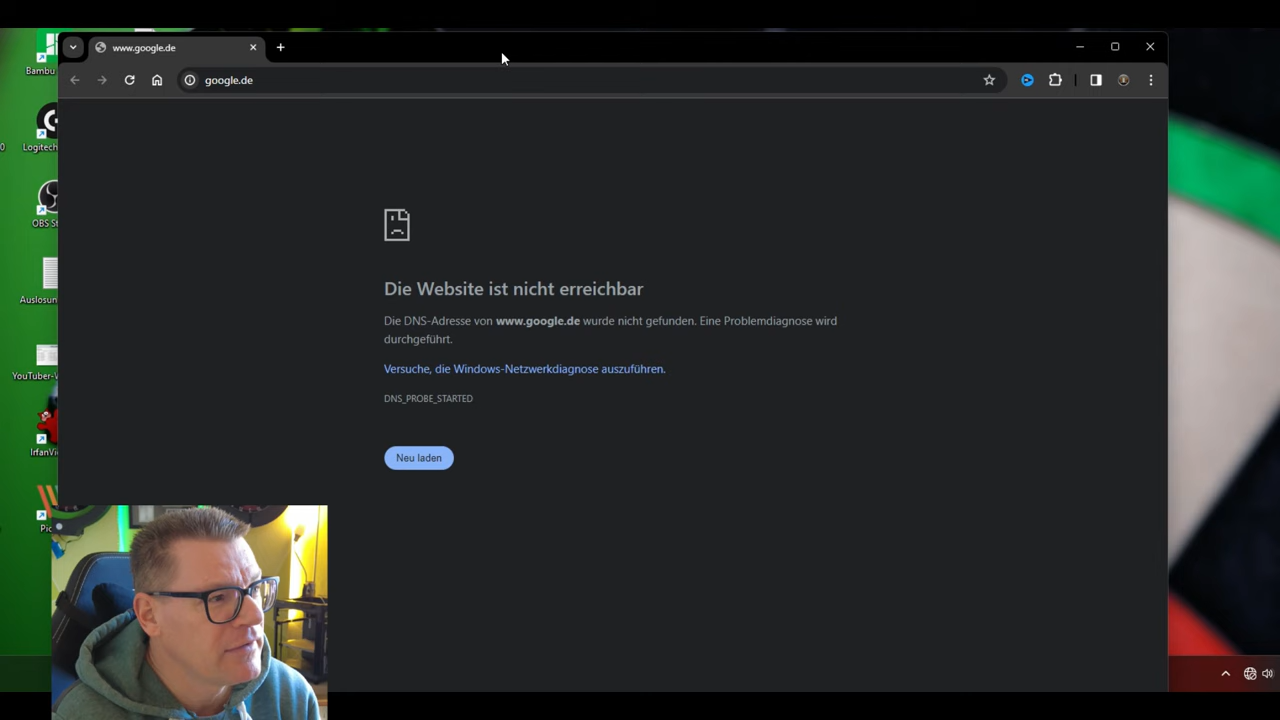 www.google.de
google.de
Bambu
Logitech
OBS St
Auslosun
YouTuber-V
IrfanVi
Pic
0
Die Website ist nicht erreichbar
Die DNS-Adresse von www.google.de wurde nicht gefunden. Eine Problemdiagnose wird
durchgeführt.
Versuche, die Windows-Netzwerkdiagnose auszuführen.
DNS_PROBE_STARTED
Neu laden